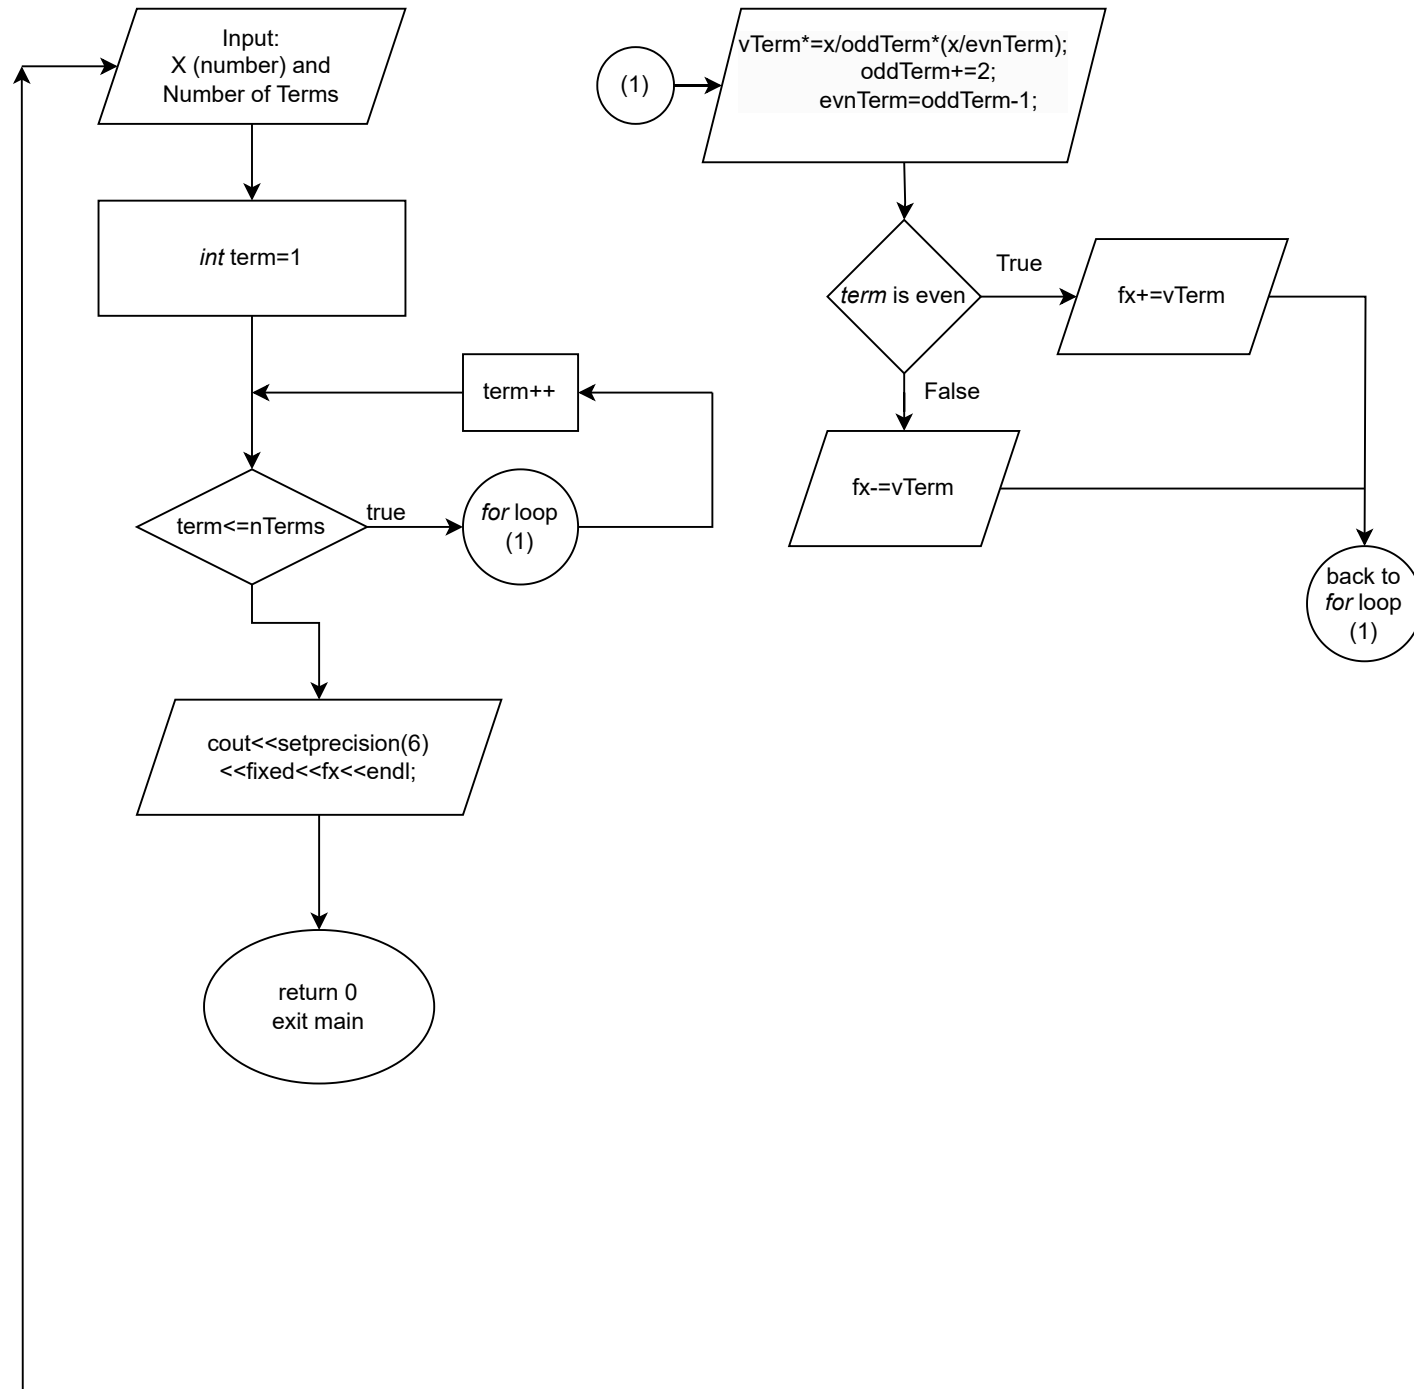 Input:
X (number) and
Number of Terms
int term=1
term++
term<=nTerms
true
for loop
(1)
cout<<setprecision(6)
<<fixed<<fx<<endl;
return 0
exit main
(1)
vTerm*=x/oddTerm*(x/evnTerm);
oddTerm+=2;
evnTerm=oddTerm-1;
term is even
True
fx+=vTerm
False
fx-=vTerm
back to
for loop
(1)